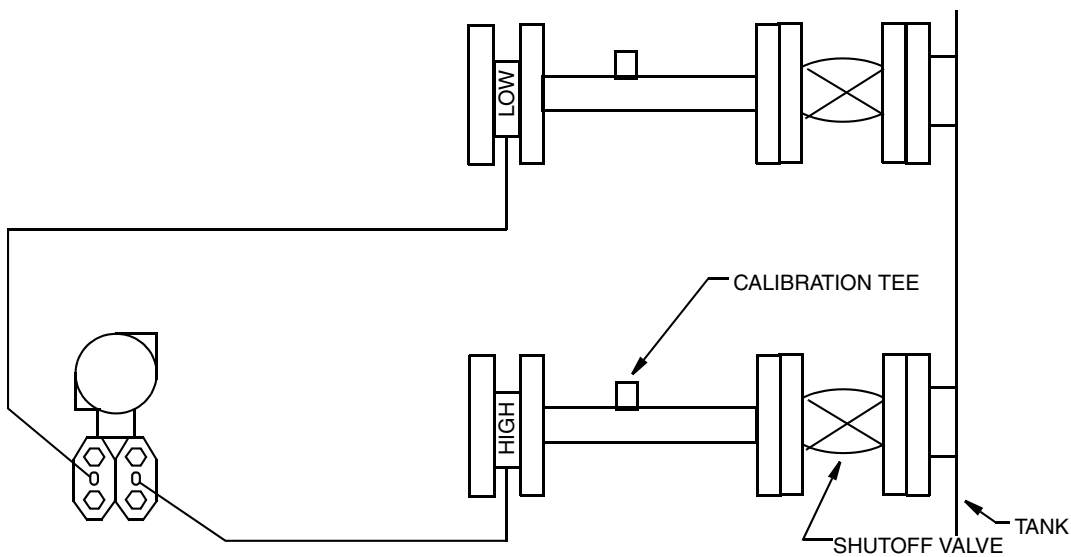 LOW
CALIBRATION TEE
HIGH
TANK
SHUTOFF VALVE